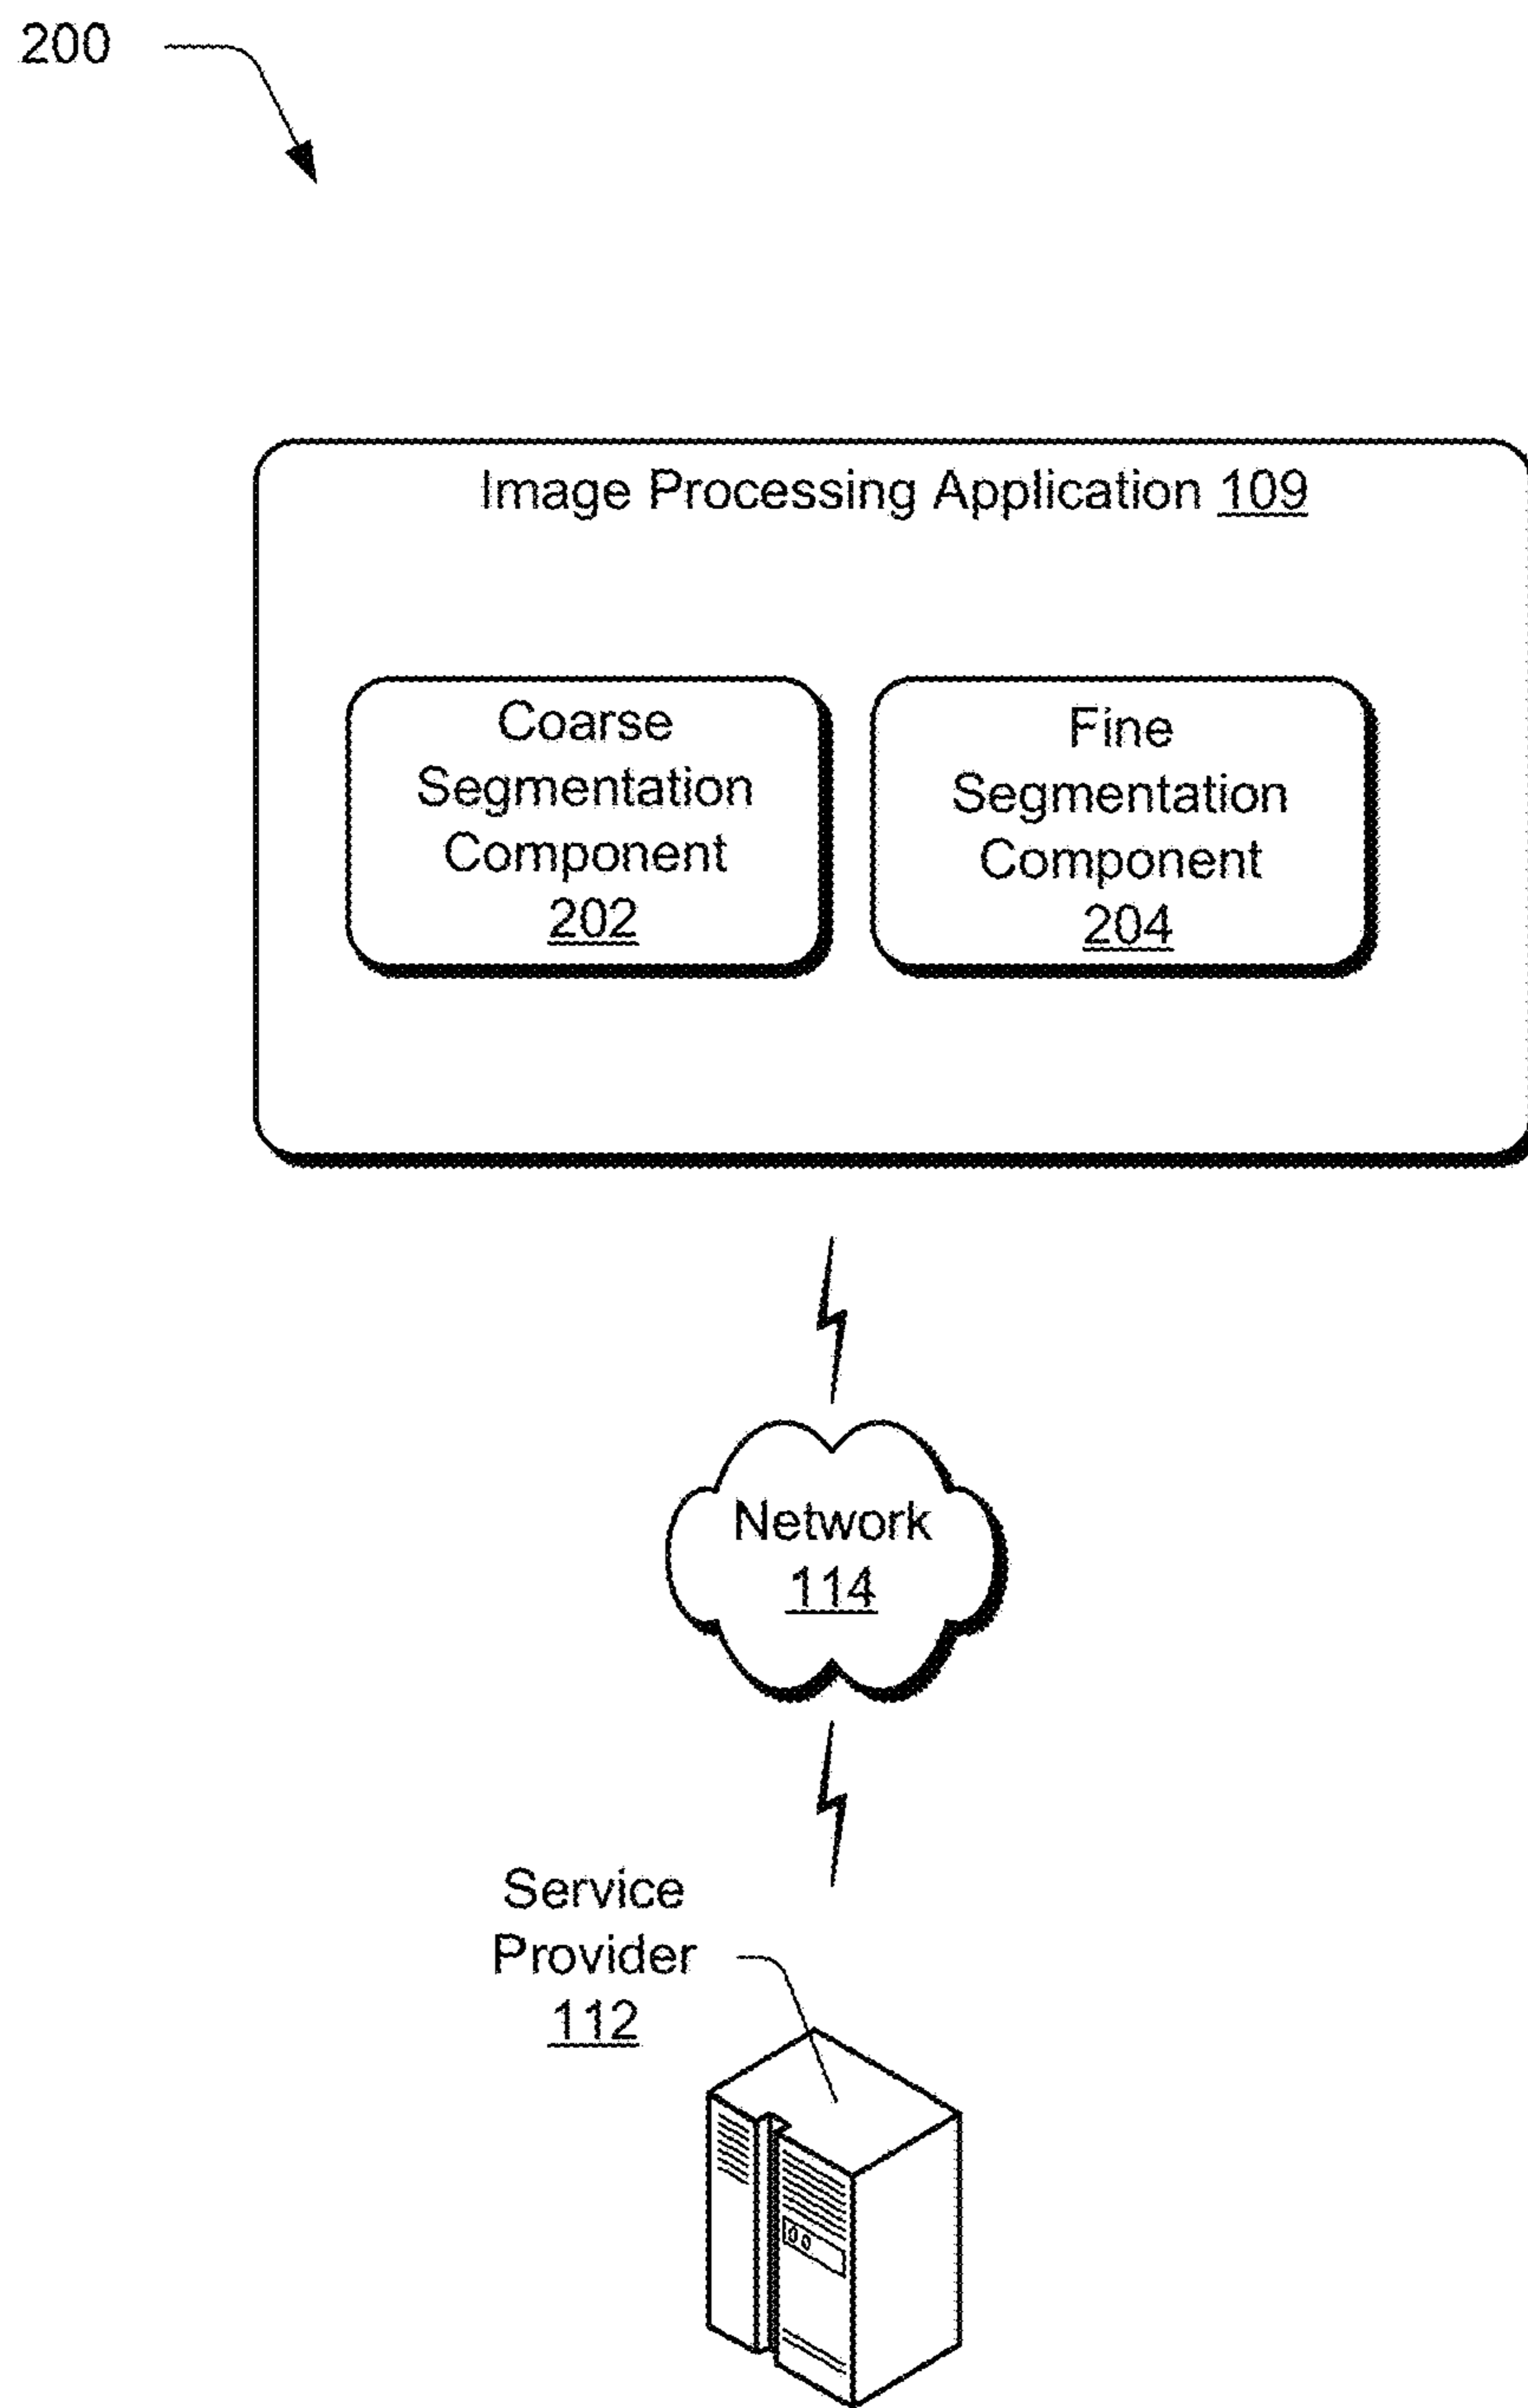 200
Image Processing Application 109
Coarse
Segmentation
Component
202
Fine
Segmentation
Component
204
Network
114
Service
Provider
112